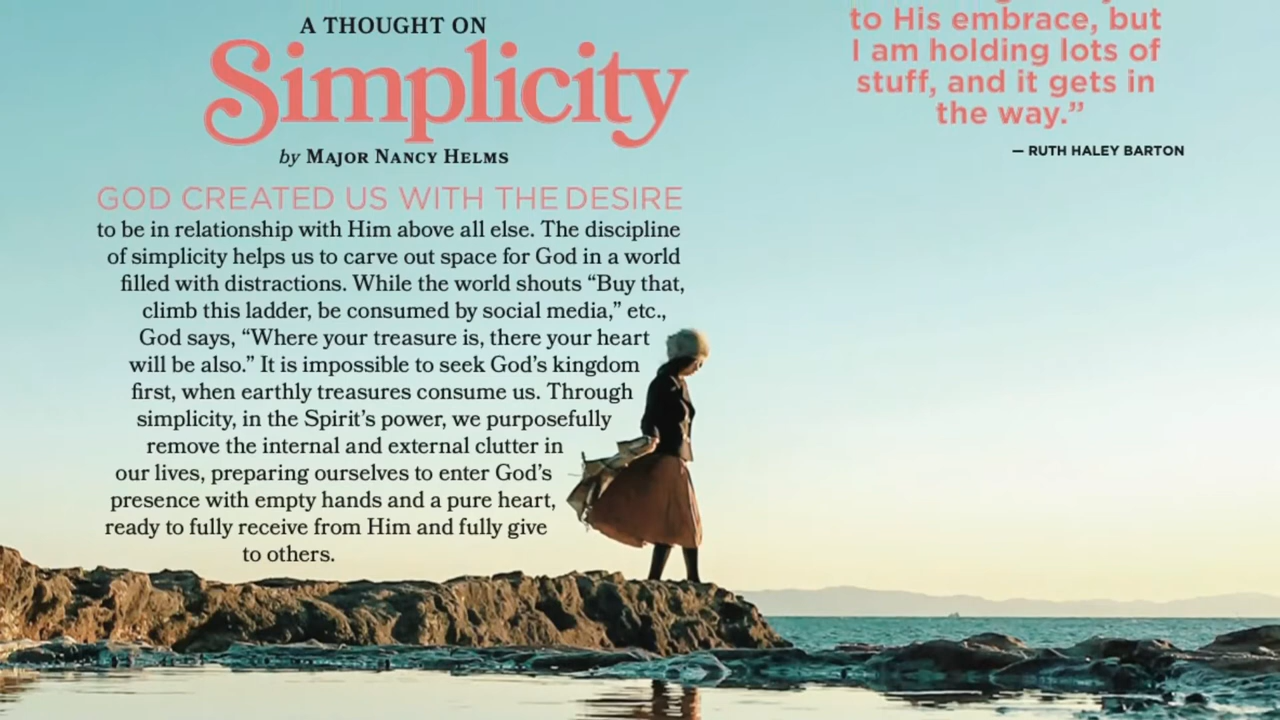 A THOUGHT ON
Simplicity
by MAJOR NANCY HELMS
GOD CREATED US WITH THE DESIRE
to be in relationship with Him above all else. The discipline
of simplicity helps us to carve out space for God in a world
filled with distractions. While the world shouts “Buy that,
climb this ladder, be consumed by social media,” etc.,
God says, “Where your treasure is, there your heart
will be also.” It is impossible to seek God’s kingdom
first, when earthly treasures consume us. Through
simplicity, in the Spirit’s power, we purposefully
remove the internal and external clutter in
our lives, preparing ourselves to enter God’s
presence with empty hands and a pure heart,
ready to fully receive from Him and fully give
to others.
to His embrace, but
I am holding lots of
stuff, and it gets in
the way.”
— RUTH HALEY BARTON